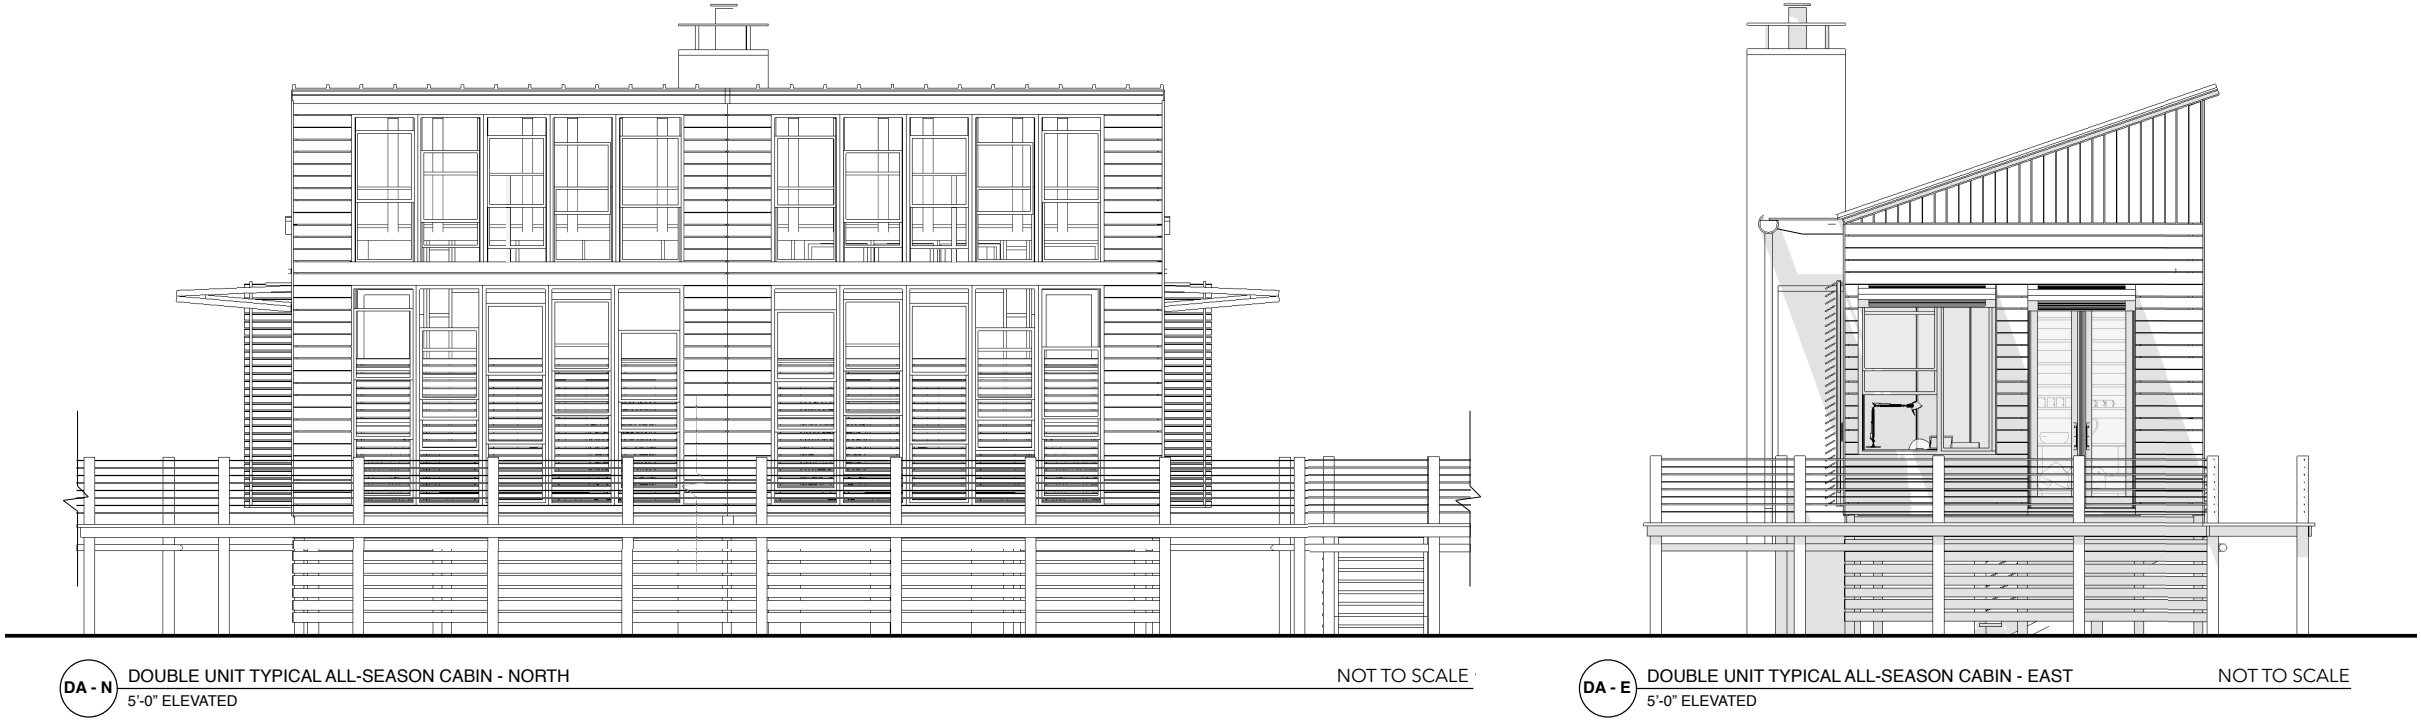 DA - N
DOUBLE UNIT TYPICAL ALL-SEASON CABIN - NORTH
NOT TO SCALE
5'-0” ELEVATED
DA - E
DOUBLE UNIT TYPICAL ALL-SEASON CABIN - EAST
NOT TO SCALE
5'-0” ELEVATED